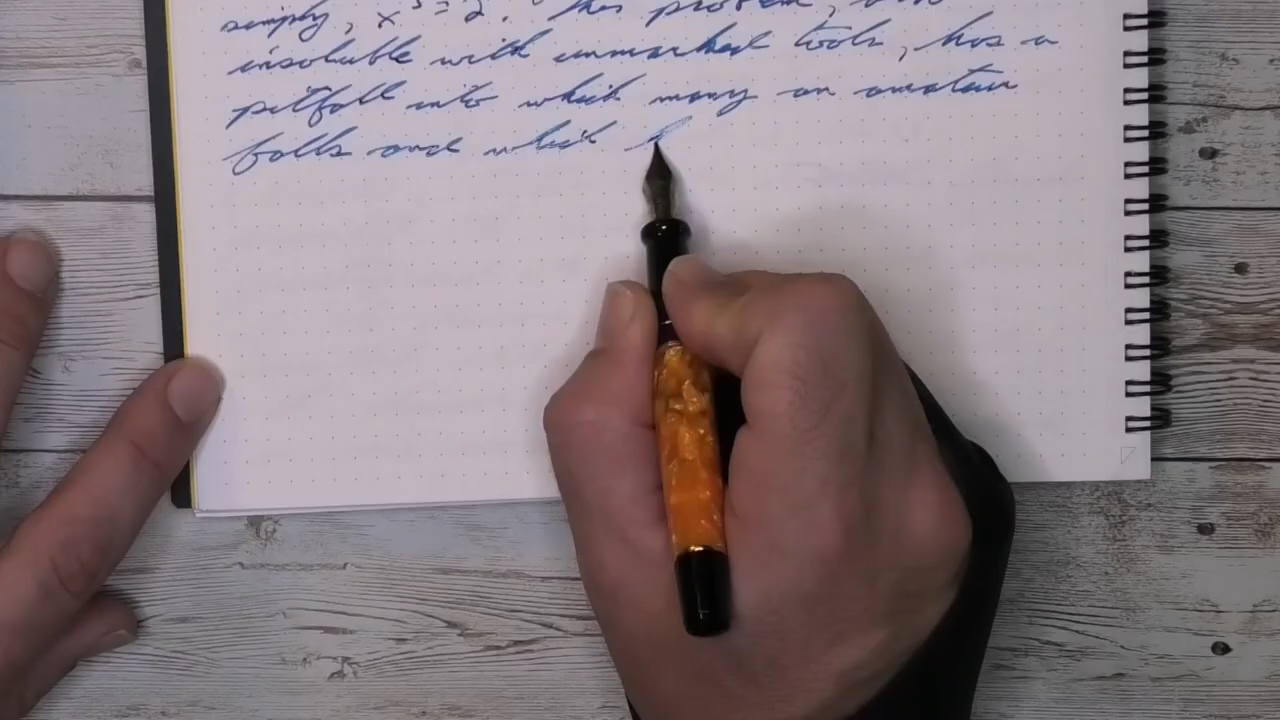 simply, x³ = 2. This problem,
insoluble with unmarked tools, has a
pitfall into which many an amateur
falls and which